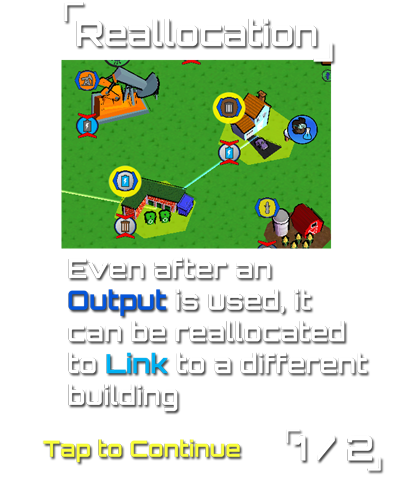 Reallocation
Even after an
Output is used, it
can be reallocated
to Link to a different
building
Tap to Continue
1 / 2